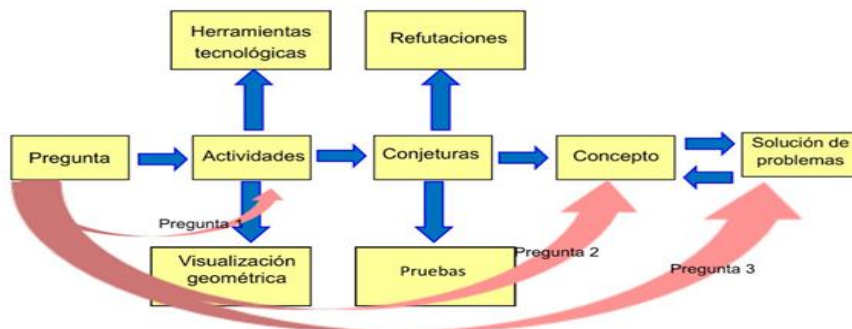 Herramientas
tecnológicas
Refutaciones
Pregunta
Actividades
Conjeturas
Concepto
Solución de
problemas
Pregunta 1
Visualización
geométrica
Pruebas
Pregunta 2
Pregunta 3